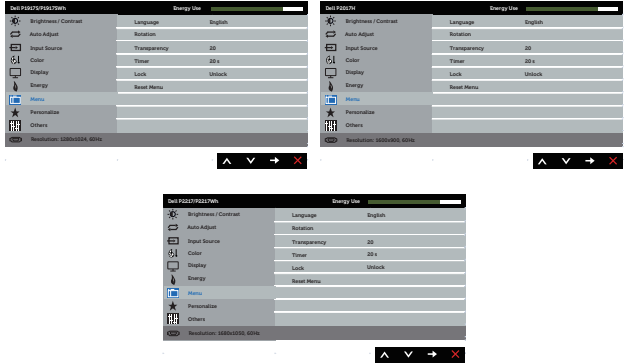 Dell P1917S/P1917SWh Energy Use
Brightness / Contrast Language English
Auto Adjust Rotation
Input Source Transparency 20
Color Timer 20 s
Display Lock Unlock
Energy Reset Menu
Menu
Personalize
Others
Resolution: 1280x1024, 60Hz
Dell P2017H Energy Use
Brightness / Contrast Language English
Auto Adjust Rotation
Input Source Transparency 20
Color Timer 20 s
Display Lock Unlock
Energy Reset Menu
Menu
Personalize
Others
Resolution: 1600x900, 60Hz
Dell P2217/P2217Wh Energy Use
Brightness / Contrast Language English
Auto Adjust Rotation
Input Source Transparency 20
Color Timer 20 s
Display Lock Unlock
Energy Reset Menu
Menu
Personalize
Others
Resolution: 1680x1050, 60Hz